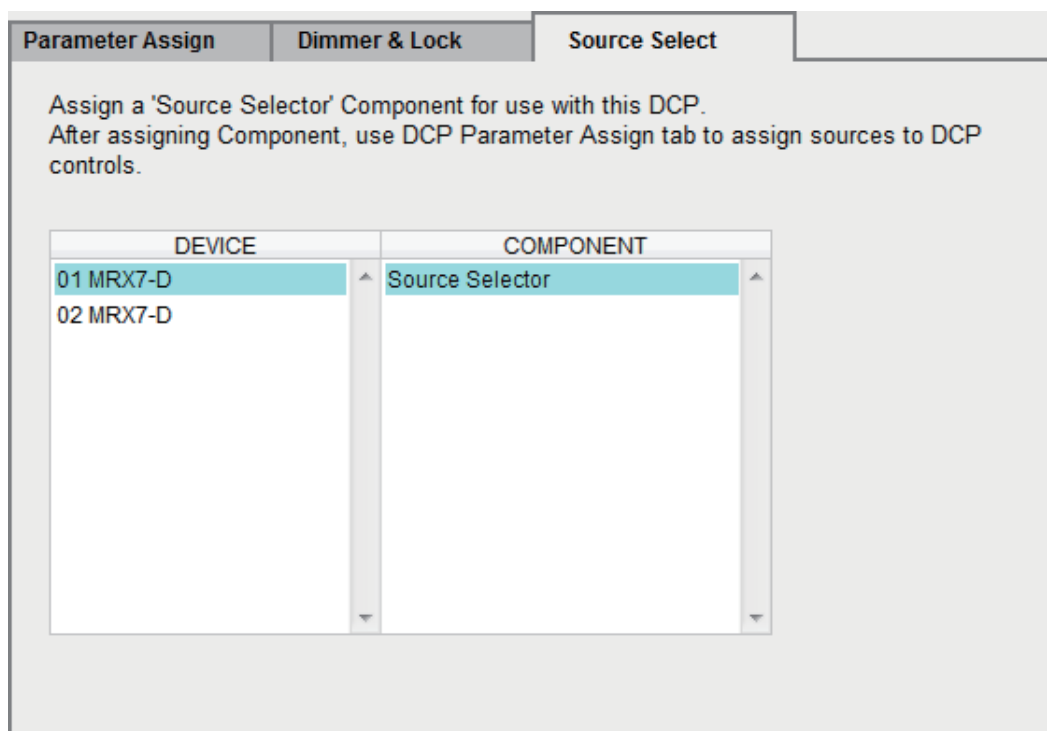 Parameter Assign
Dimmer & Lock
Source Select
Assign a 'Source Selector' Component for use with this DCP.
After assigning Component, use DCP Parameter Assign tab to assign sources to DCP
controls.
DEVICE
COMPONENT
01 MRX7-D
Source Selector
02 MRX7-D